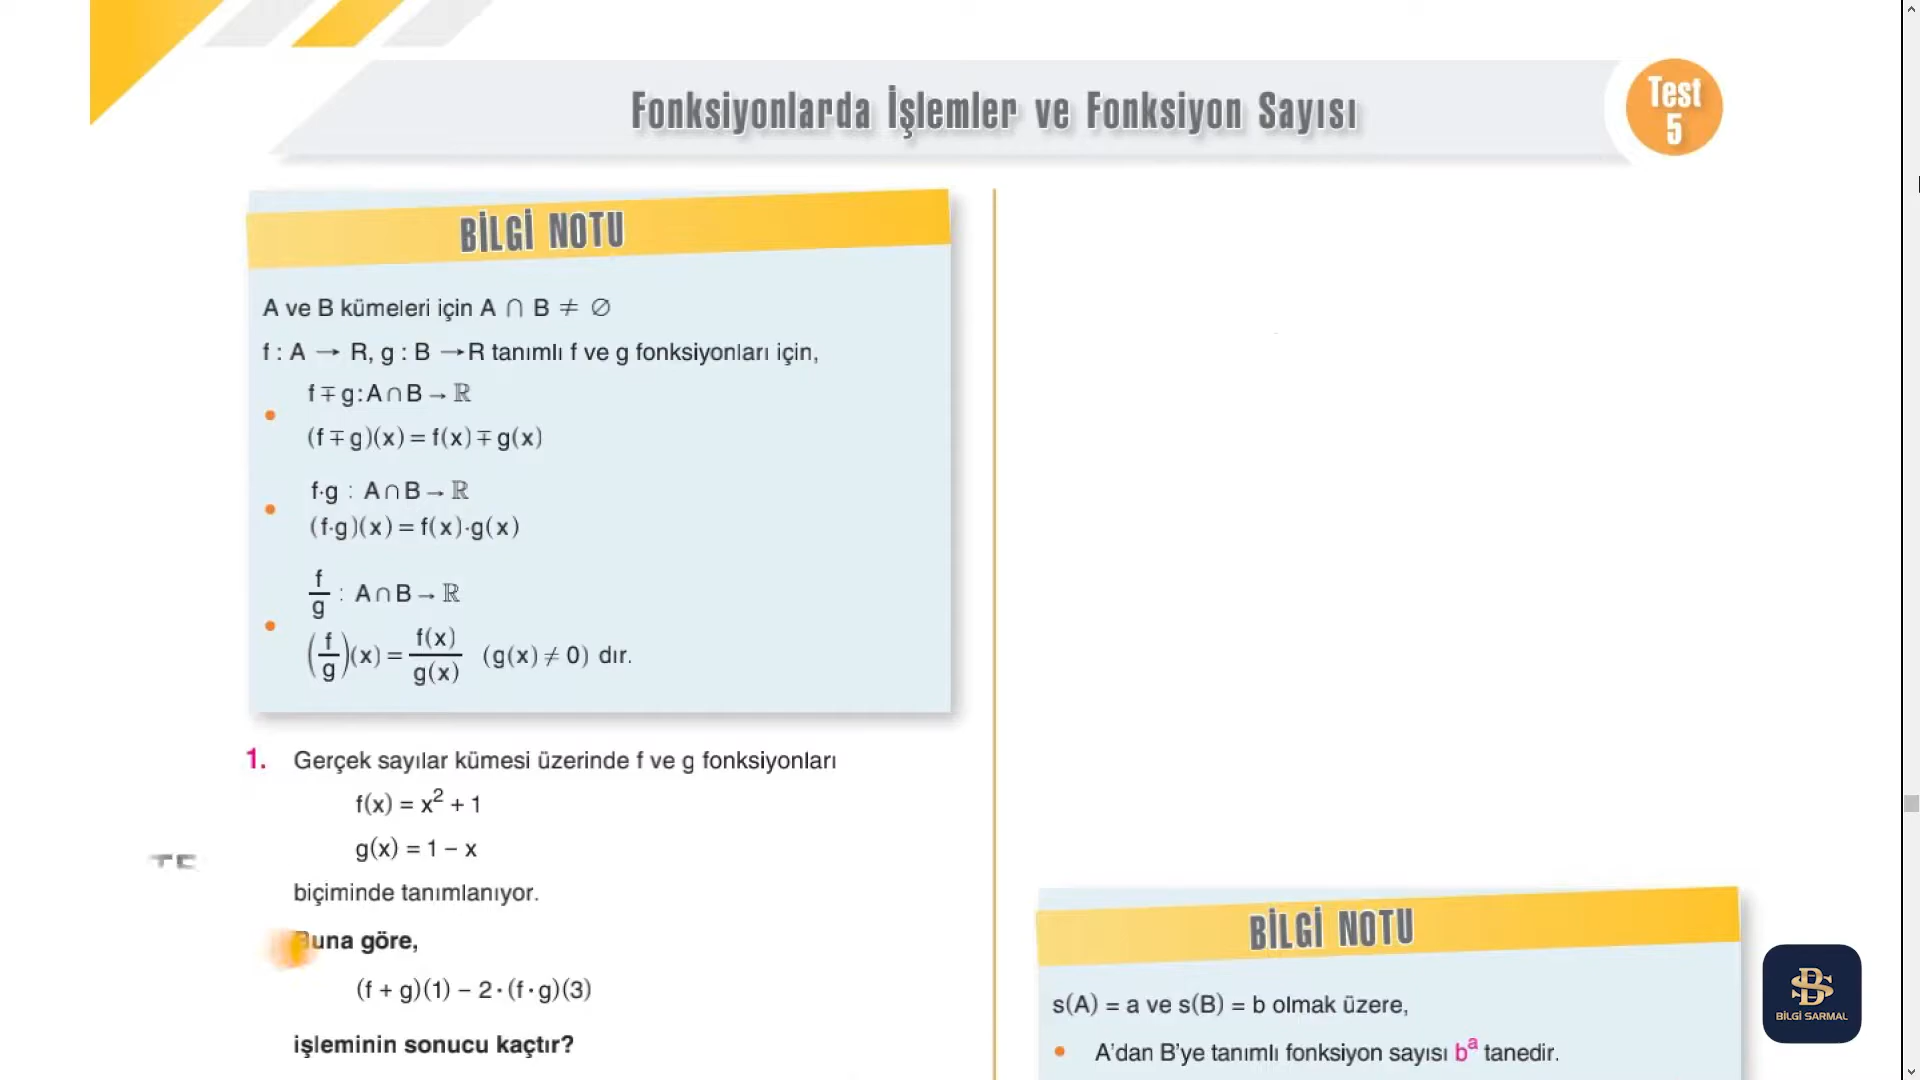 Fonksiyonlarda İşlemler ve Fonksiyon Sayısı
Test
5
BİLGİ NOTU
A ve B kümeleri için A ∩ B ≠ ∅
f : A → R, g : B → R tanımlı f ve g fonksiyonları için,
f ∓ g : A ∩ B → ℝ
(f ∓ g)(x) = f(x) ∓ g(x)
f·g : A ∩ B → ℝ
(f·g)(x) = f(x)·g(x)
f/g : A ∩ B → ℝ
(f/g)(x) = f(x)/g(x) (g(x) ≠ 0) dır.
1. Gerçek sayılar kümesi üzerinde f ve g fonksiyonları
f(x) = x² + 1
g(x) = 1 – x
biçiminde tanımlanıyor.
Buna göre,
(f + g)(1) – 2·(f·g)(3)
işleminin sonucu kaçtır?
BİLGİ NOTU
s(A) = a ve s(B) = b olmak üzere,
• A'dan B'ye tanımlı fonksiyon sayısı bᵃ tanedir.
BİLGİ SARMAL